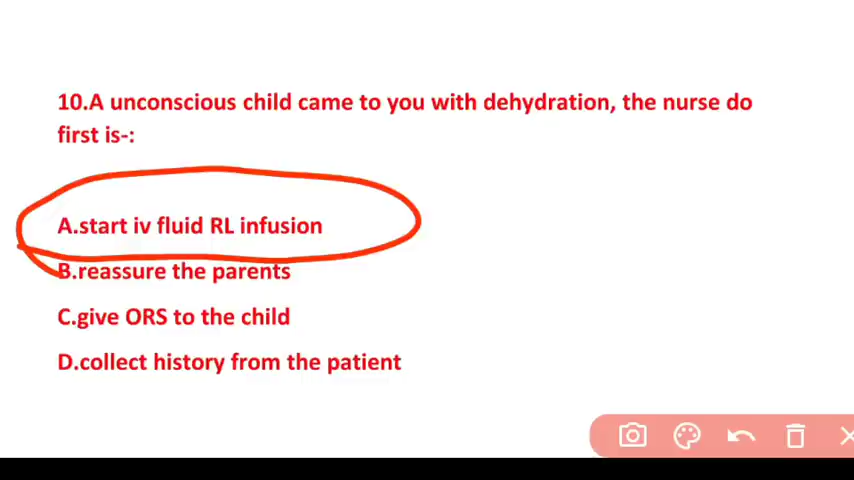 10.A unconscious child came to you with dehydration, the nurse do
first is-:
A.start iv fluid RL infusion
B.reassure the parents
C.give ORS to the child
D.collect history from the patient